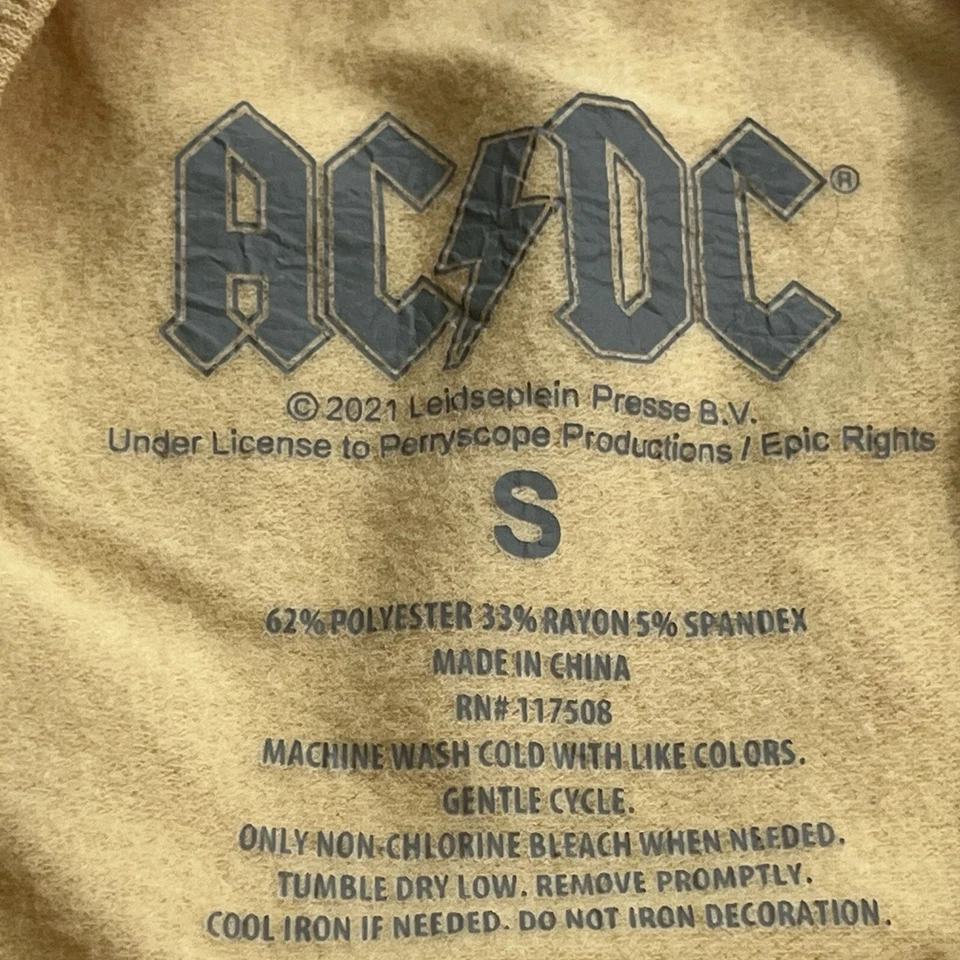 AC/DC®
© 2021 Leidseplein Presse B.V.
Under License to Perryscope Productions / Epic Rights
S
62% POLYESTER 33% RAYON 5% SPANDEX
MADE IN CHINA
RN# 117508
MACHINE WASH COLD WITH LIKE COLORS.
GENTLE CYCLE.
ONLY NON-CHLORINE BLEACH WHEN NEEDED.
TUMBLE DRY LOW. REMOVE PROMPTLY.
COOL IRON IF NEEDED. DO NOT IRON DECORATION.